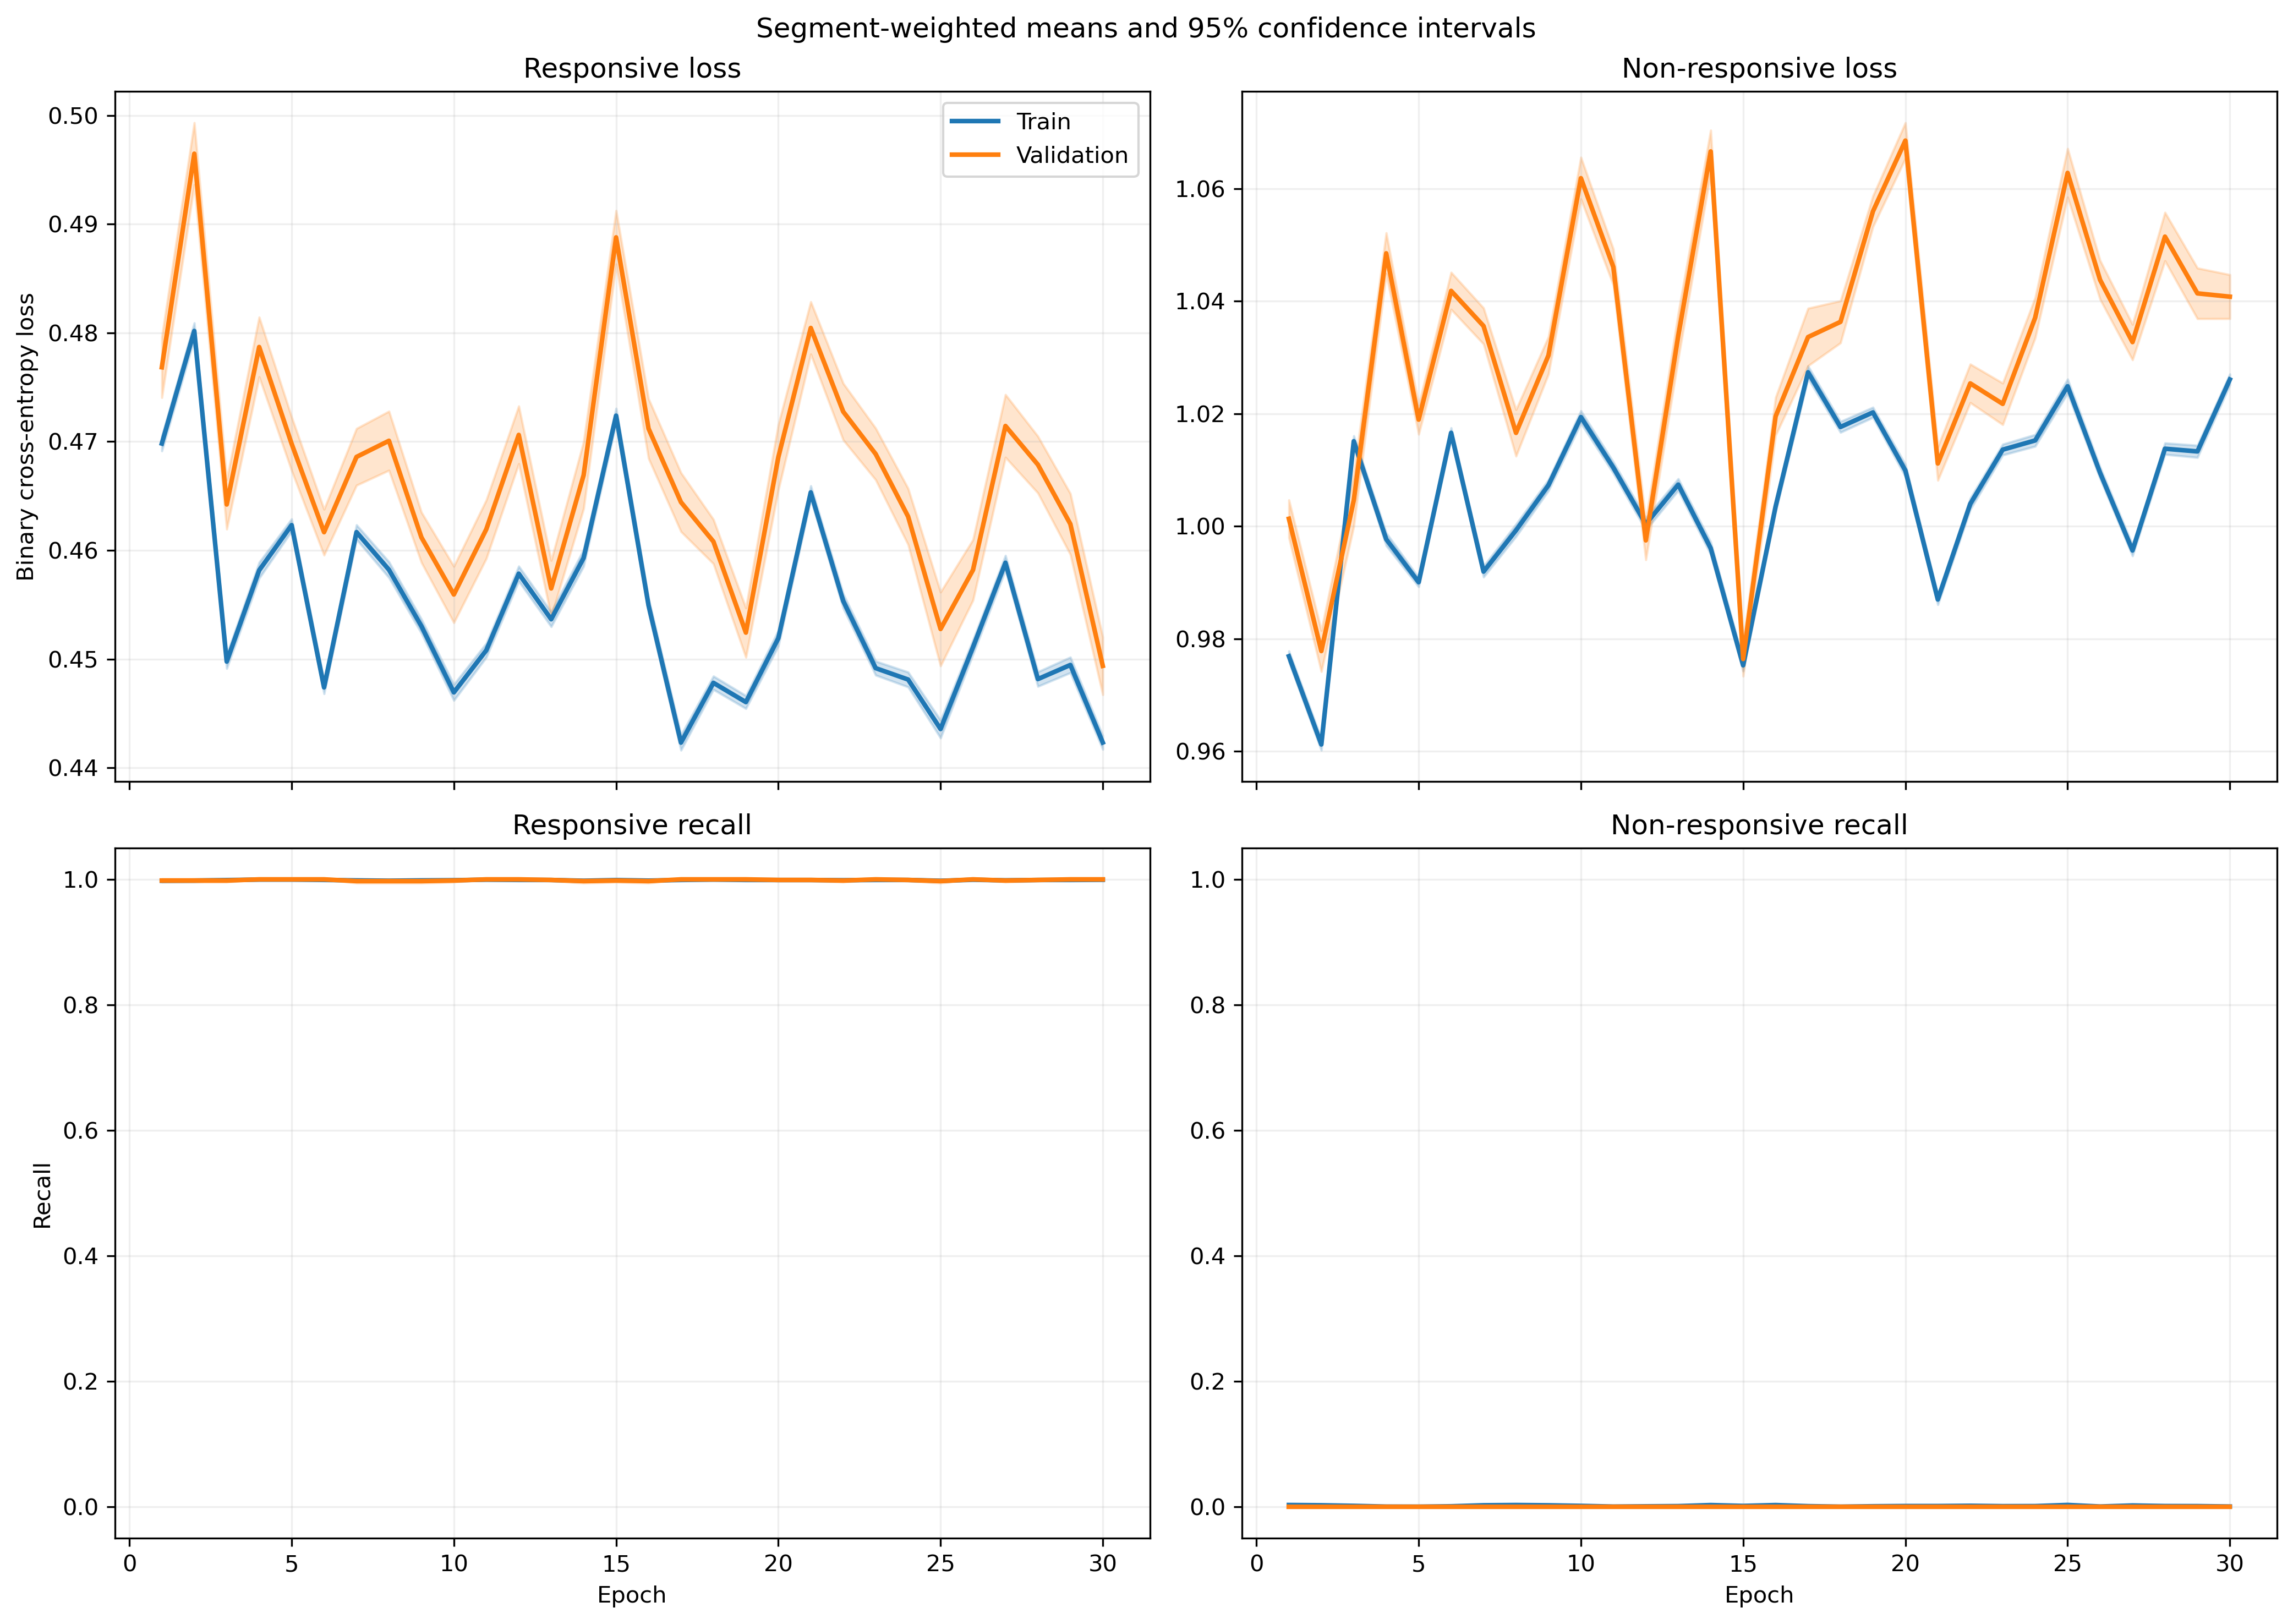 Segment-weighted means and 95% confidence intervals
Responsive loss
Non-responsive loss
Binary cross-entropy loss
0.50
0.49
0.48
0.47
0.46
0.45
0.44
Train
Validation
1.06
1.04
1.02
1.00
0.98
0.96
Responsive recall
Non-responsive recall
Recall
1.0
0.8
0.6
0.4
0.2
0.0
0 5 10 15 20 25 30
Epoch
1.0
0.8
0.6
0.4
0.2
0.0
0 5 10 15 20 25 30
Epoch